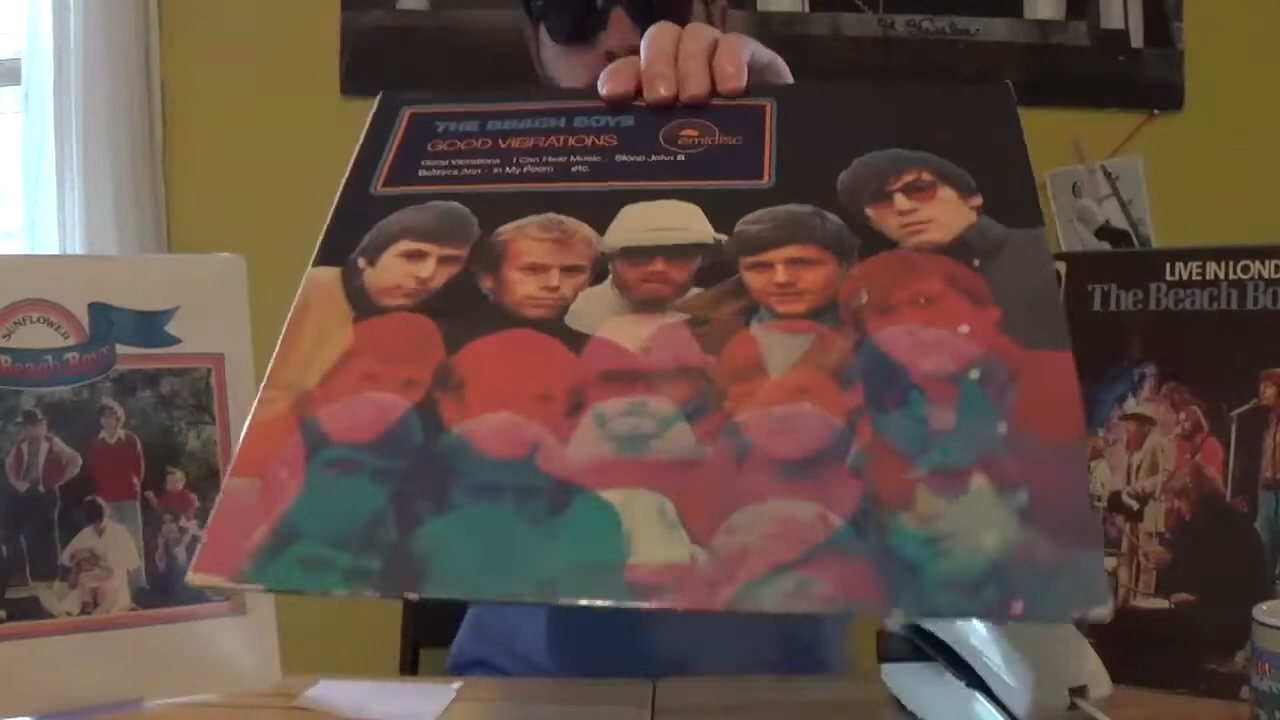 THE BEACH BOYS
GOOD VIBRATIONS
emidisc
Good Vibrations - I Can Hear Music - Sloop John B
Barbara Ann - In My Room etc.
SUNFLOWER
Beach Boys
LIVE IN LOND
The Beach Bo